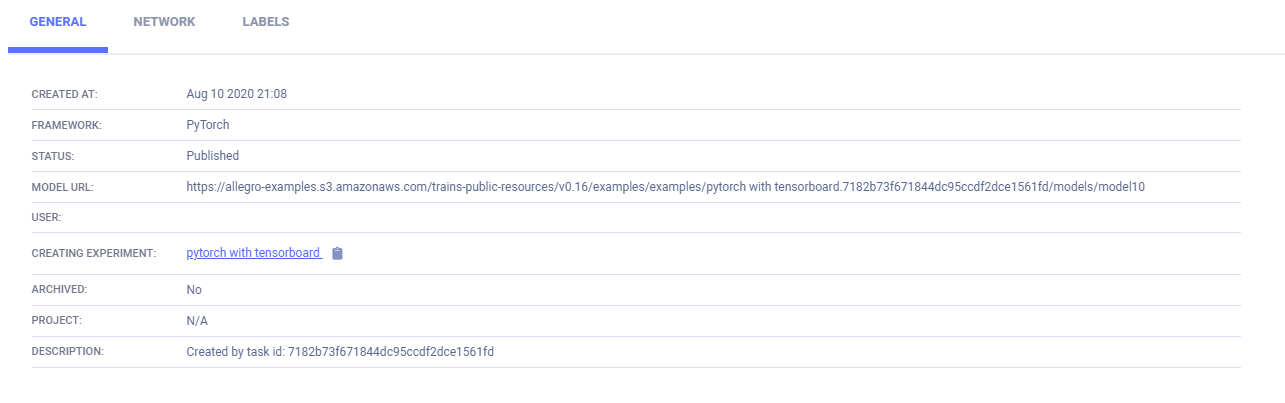 GENERAL NETWORK LABELS
CREATED AT: Aug 10 2020 21:08
FRAMEWORK: PyTorch
STATUS: Published
MODEL URL: https://allegro-examples.s3.amazonaws.com/trains-public-resources/v0.16/examples/examples/pytorch with tensorboard.7182b73f671844dc95ccdf2dce1561fd/models/model10
USER:
CREATING EXPERIMENT: pytorch with tensorboard
ARCHIVED: No
PROJECT: N/A
DESCRIPTION: Created by task id: 7182b73f671844dc95ccdf2dce1561fd